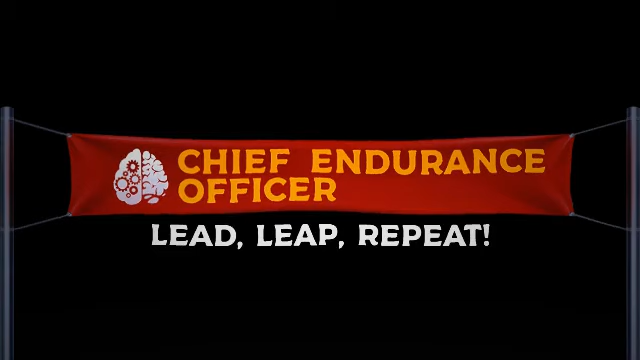 CHIEF ENDURANCE
OFFICER
LEAD, LEAP, REPEAT!